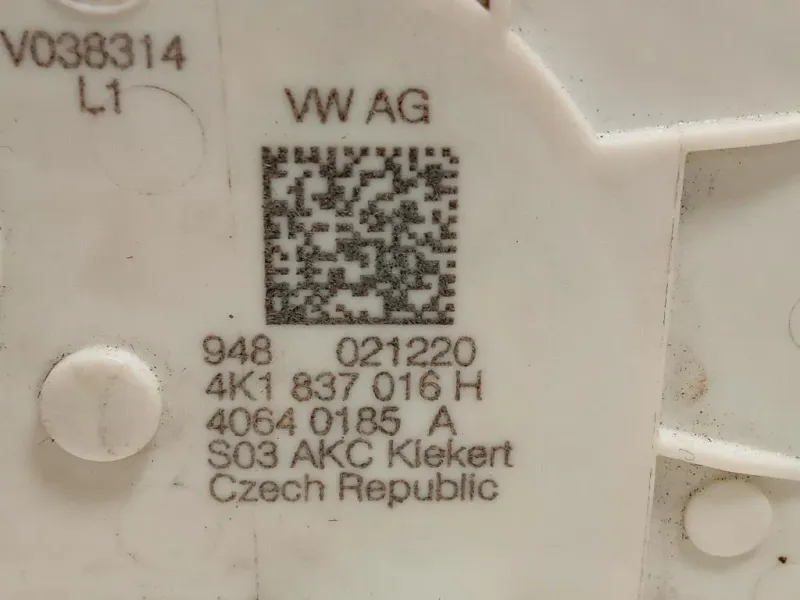 V038314
L1
VW AG
948 021220
4K1 837 016 H
4064 0185 A
S03 AKC Kiekert
Czech Republic